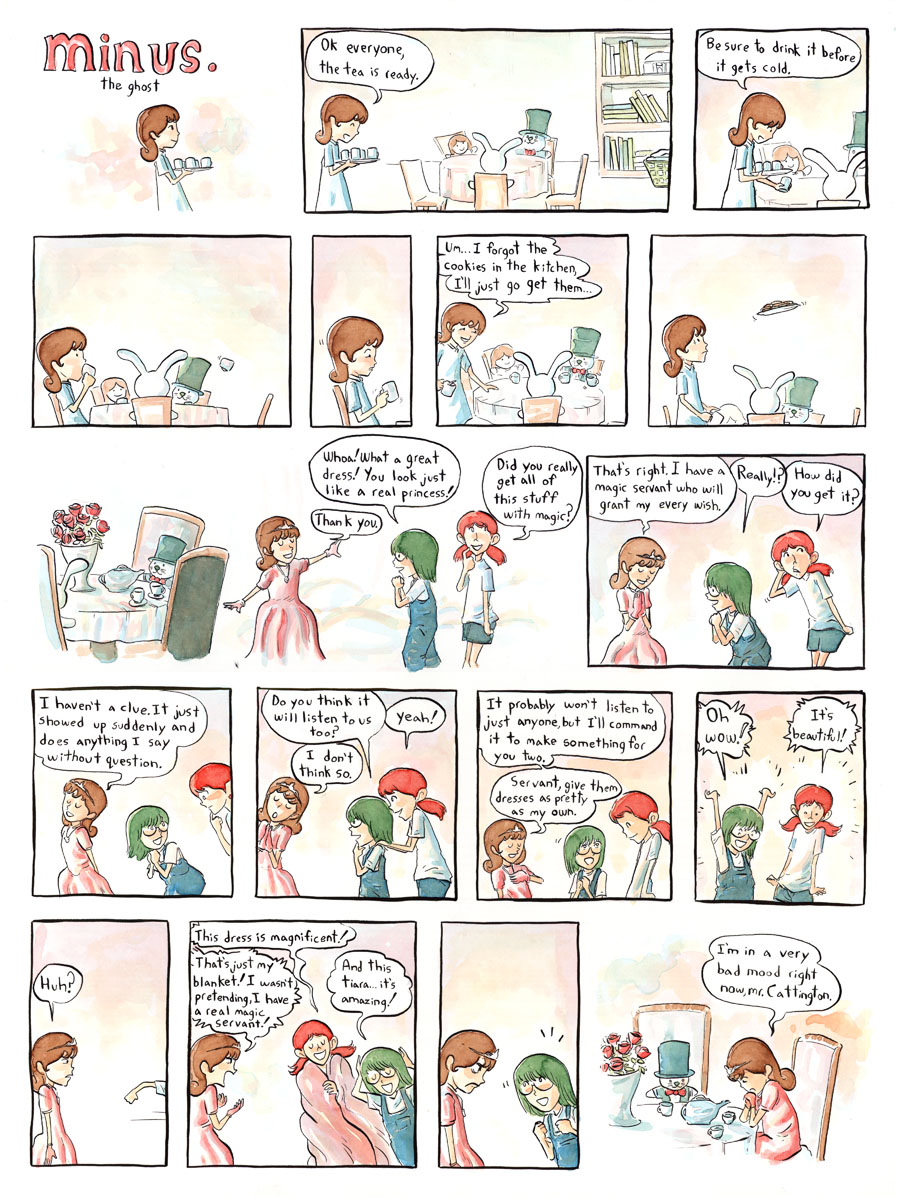 minus.
the ghost
Ok everyone,
the tea is ready.
Be sure to drink it before
it gets cold.
Um... I forgot the
cookies in the kitchen,
I'll just go get them...
Thank you.
Whoa! What a great
dress! You look just
like a real princess!
Did you really
get all of
this stuff
with magic?
That's right. I have a
magic servant who will
grant my every wish.
Really!?
How did
you get it?
I haven't a clue. It just
showed up suddenly and
does anything I say
without question.
Do you think it
will listen to us
too?
Yeah!
I don't
think so.
It probably won't listen to
just anyone, but I'll command
it to make something for
you two.
Servant, give them
dresses as pretty
as my own.
Oh
wow!
It's
beautiful!
Huh?
This dress is magnificent!
That's just my
blanket! I wasn't
pretending, I have
a real magic
servant!
And this
tiara... it's
amazing!
I'm in a very
bad mood right
now, mr. Cattington.